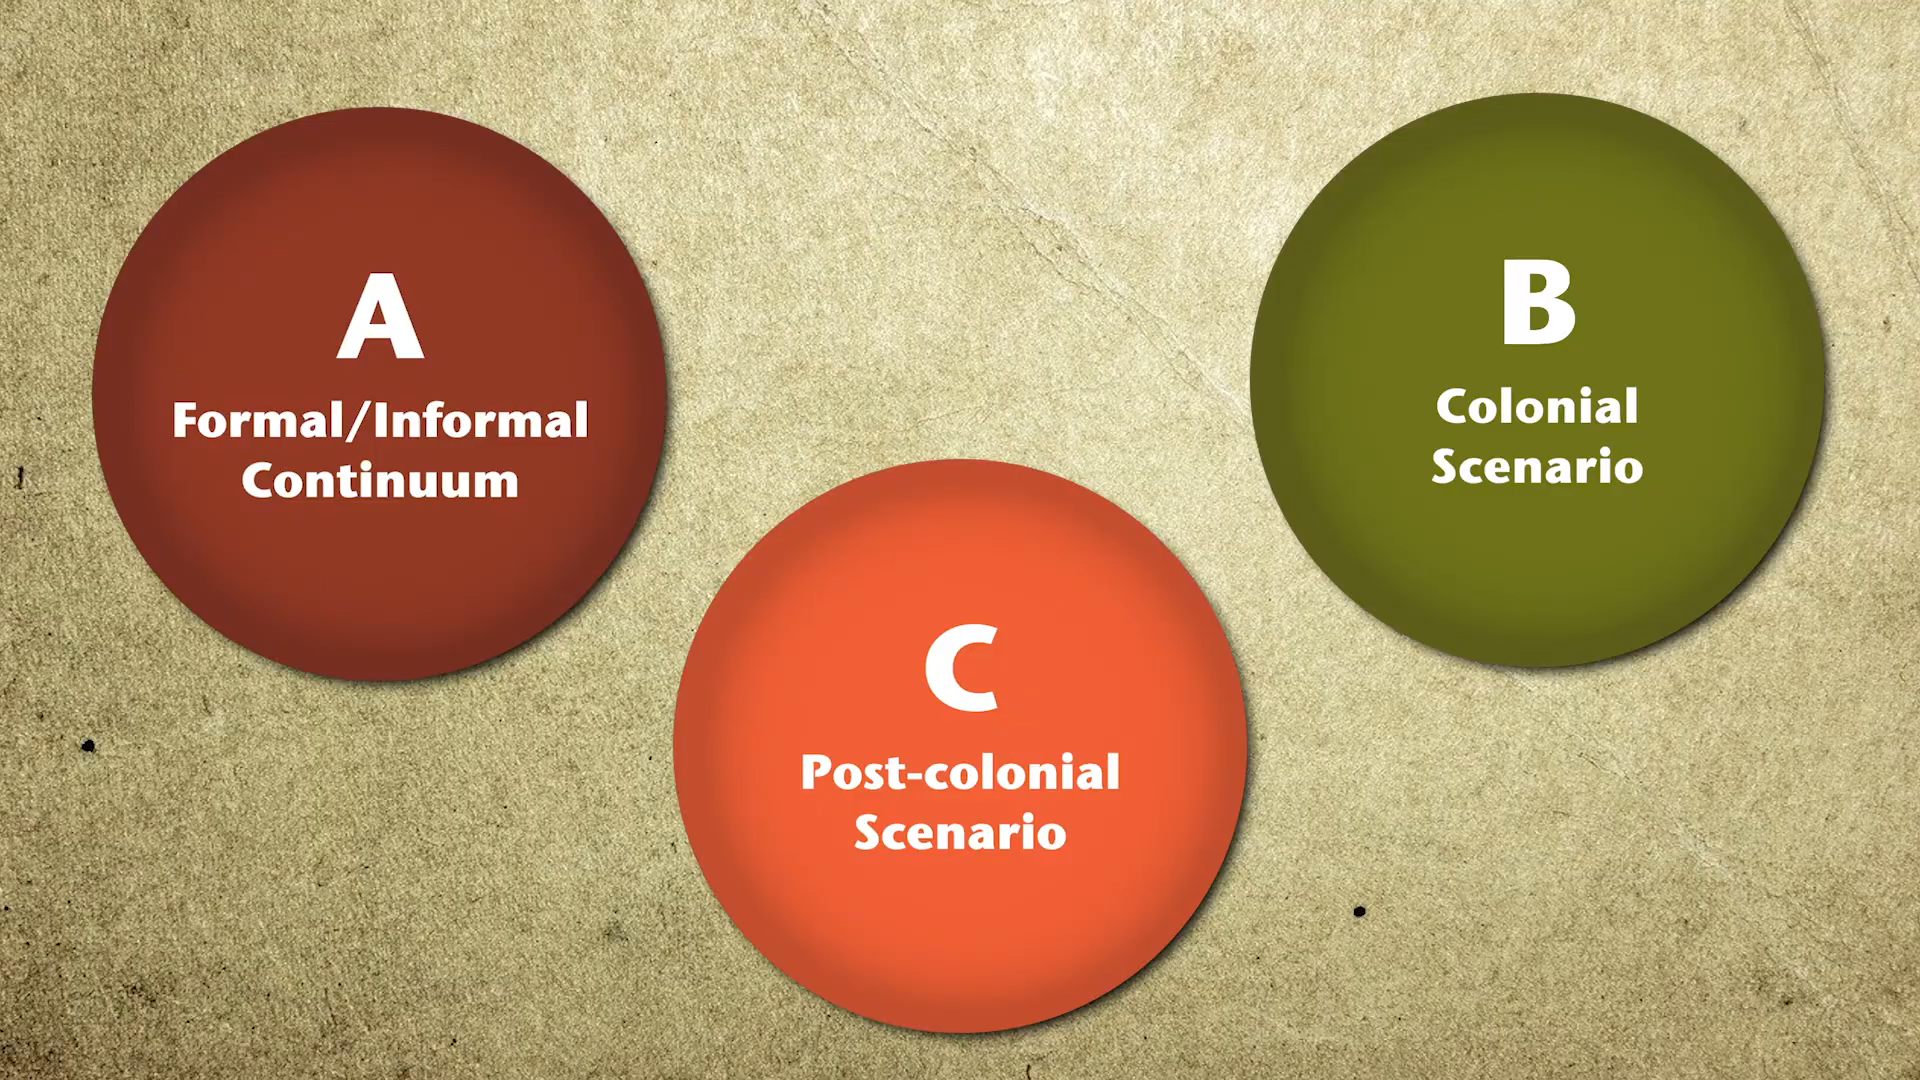 A
Formal/Informal
Continuum
B
Colonial
Scenario
C
Post-colonial
Scenario